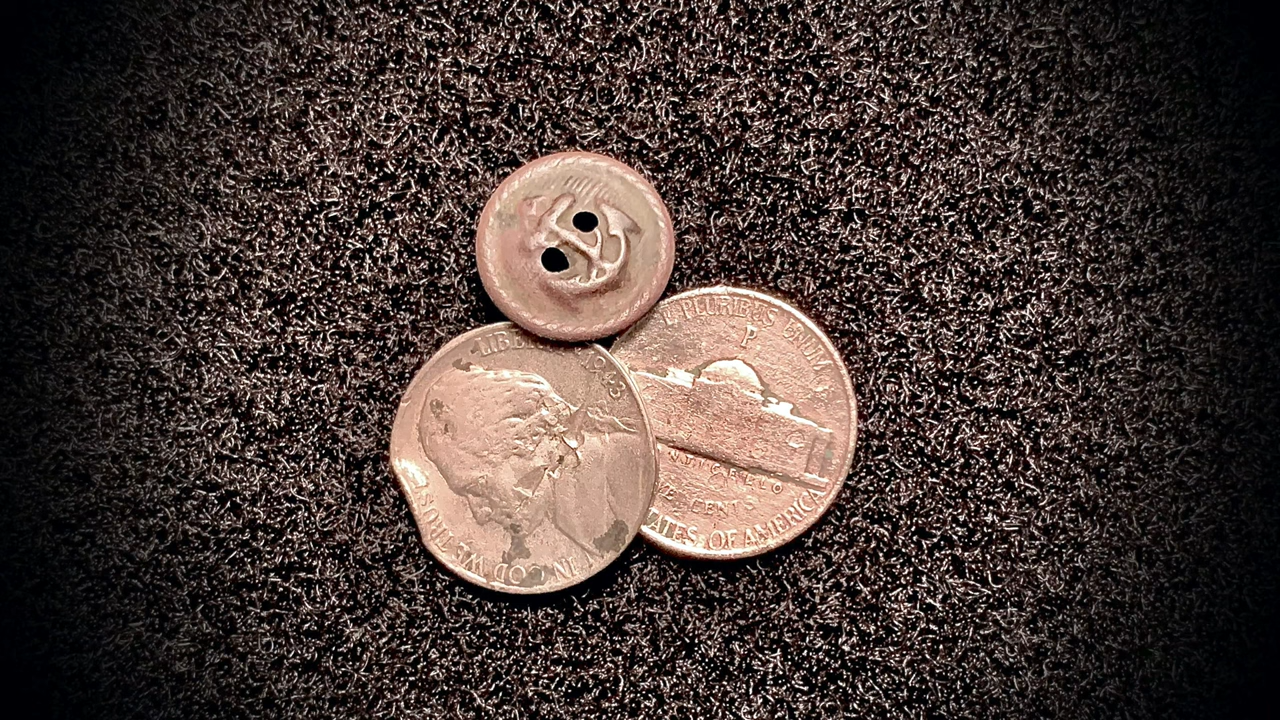 LIBERTY 1943
IN GOD WE TRUST
E PLURIBUS UNUM
P
MONTICELLO
FIVE CENTS
STATES OF AMERICA